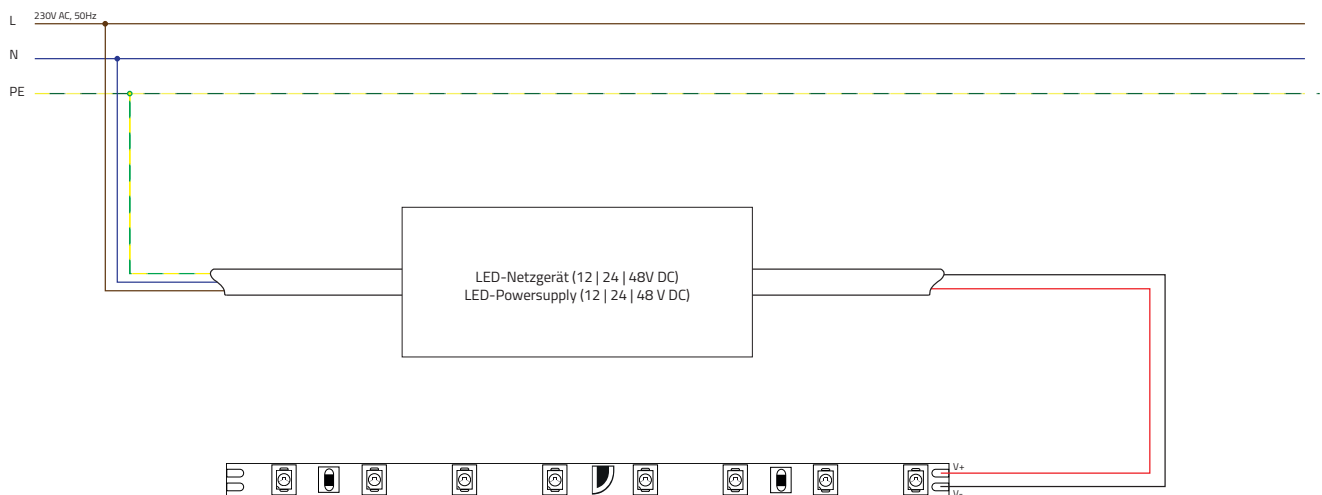 L
230V AC, 50Hz
N
PE
LED-Netzgerät (12 | 24 | 48V DC)
LED-Powersupply (12 | 24 | 48 V DC)
V+
V-